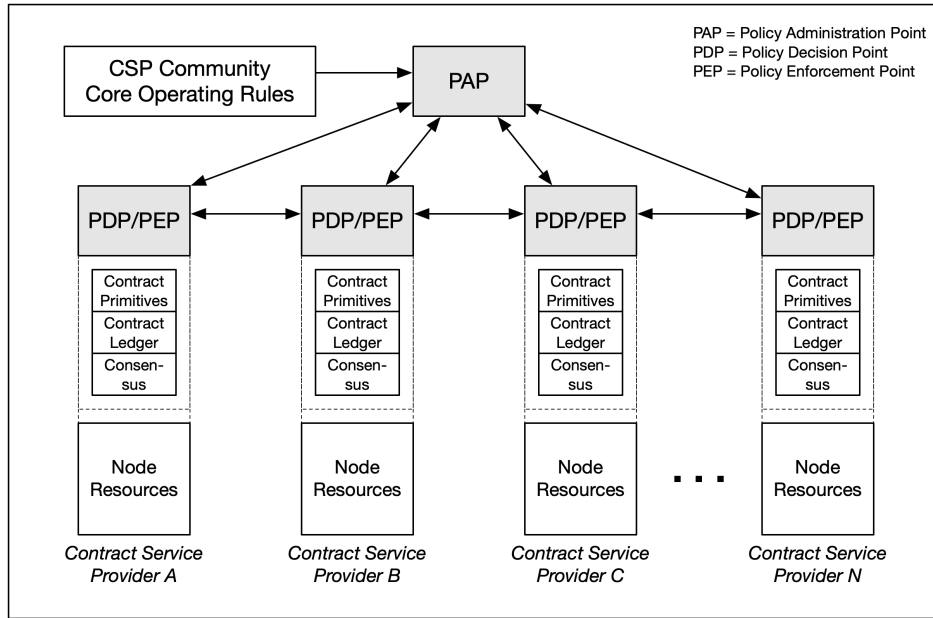 PAP = Policy Administration Point
PDP = Policy Decision Point
PEP = Policy Enforcement Point
CSP Community
Core Operating Rules
PAP
PDP/PEP
PDP/PEP
PDP/PEP
PDP/PEP
Contract
Primitives
Contract
Ledger
Consen-
sus
Contract
Primitives
Contract
Ledger
Consen-
sus
Contract
Primitives
Contract
Ledger
Consen-
sus
Contract
Primitives
Contract
Ledger
Consen-
sus
Node
Resources
Node
Resources
Node
Resources
. . .
Node
Resources
Contract Service
Provider A
Contract Service
Provider B
Contract Service
Provider C
Contract Service
Provider N